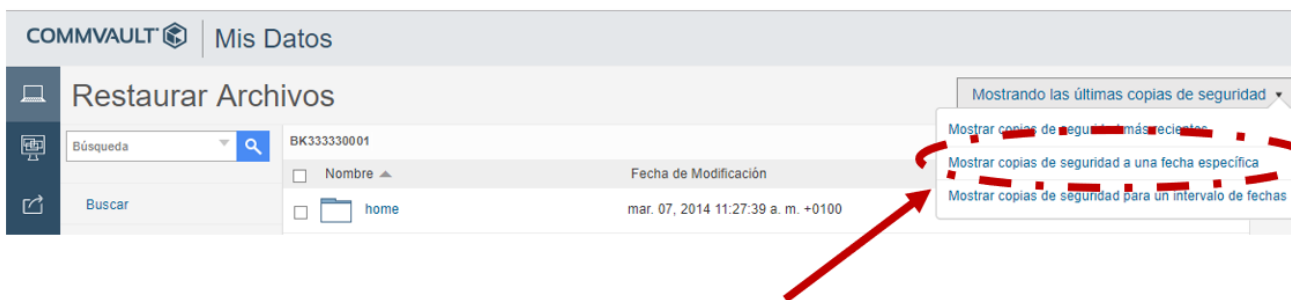 COMMVAULT Mis Datos
Restaurar Archivos
Mostrando las últimas copias de seguridad
Mostrar copias de seguridad más recientes
Mostrar copias de seguridad a una fecha específica
Mostrar copias de seguridad para un intervalo de fechas
Búsqueda
Buscar
BK333330001
Nombre Fecha de Modificación
home mar. 07, 2014 11:27:39 a. m. +0100